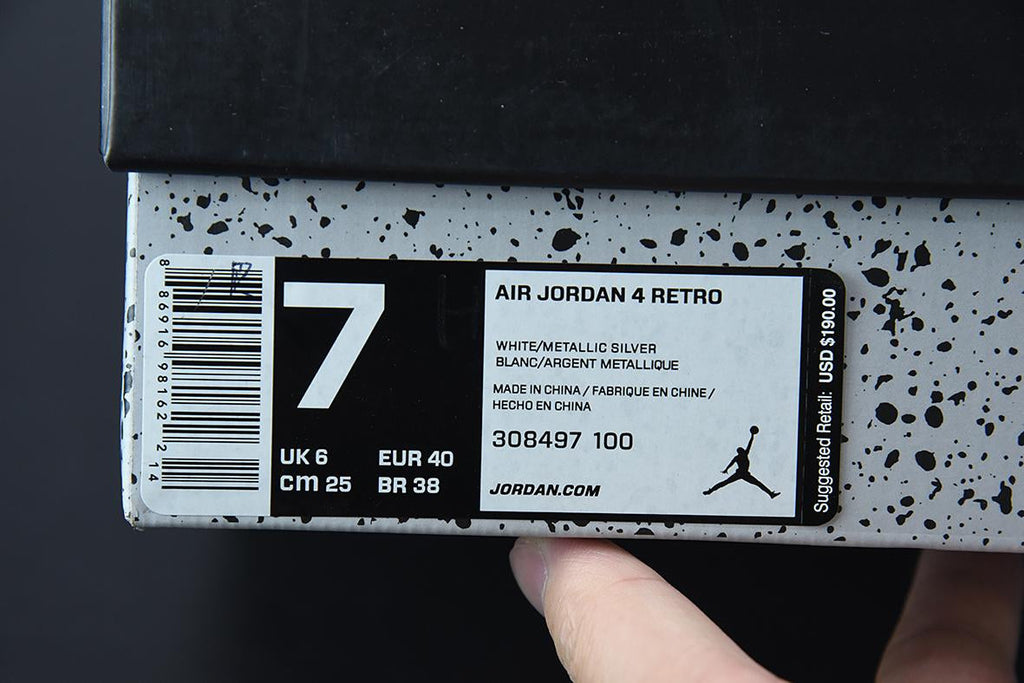 8 86916 98162 2 14
7
UK 6 EUR 40
cm 25 BR 38
AIR JORDAN 4 RETRO
WHITE/METALLIC SILVER
BLANC/ARGENT METALLIQUE
MADE IN CHINA / FABRIQUE EN CHINE /
HECHO EN CHINA
308497 100
JORDAN.COM
Suggested Retail: USD $190.00